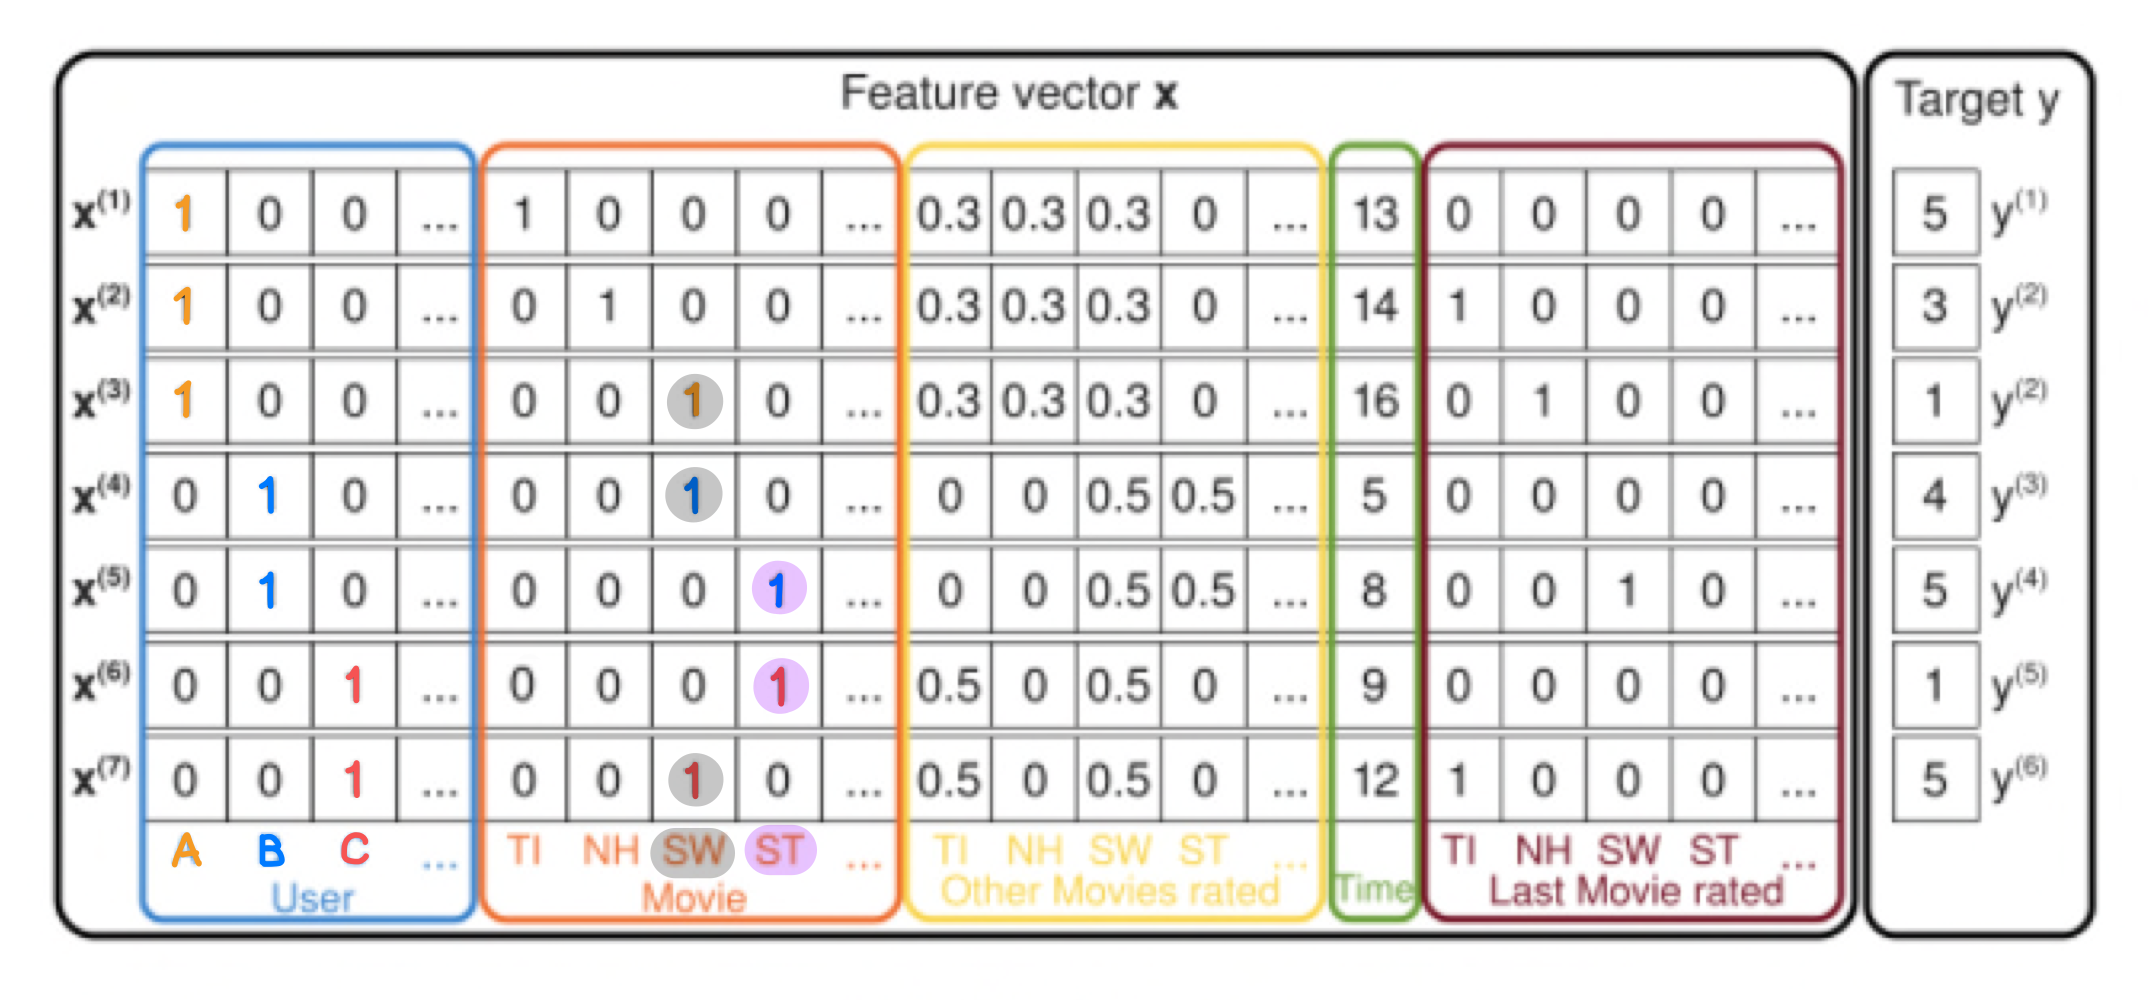 Feature vector x Target y
x(1) 1 0 0 ... 1 0 0 0 ... 0.3 0.3 0.3 0 ... 13 0 0 0 0 ... 5 y(1)
x(2) 1 0 0 ... 0 1 0 0 ... 0.3 0.3 0.3 0 ... 14 1 0 0 0 ... 3 y(2)
x(3) 1 0 0 ... 0 0 1 0 ... 0.3 0.3 0.3 0 ... 16 0 1 0 0 ... 1 y(2)
x(4) 0 1 0 ... 0 0 1 0 ... 0 0 0.5 0.5 ... 5 0 0 0 0 ... 4 y(3)
x(5) 0 1 0 ... 0 0 0 1 ... 0 0 0.5 0.5 ... 8 0 0 1 0 ... 5 y(4)
x(6) 0 0 1 ... 0 0 0 1 ... 0.5 0 0.5 0 ... 9 0 0 0 0 ... 1 y(5)
x(7) 0 0 1 ... 0 0 1 0 ... 0.5 0 0.5 0 ... 12 1 0 0 0 ... 5 y(6)
A B C ... TI NH SW ST ... TI NH SW ST ... TI NH SW ST ...
User Movie Other Movies rated Time Last Movie rated